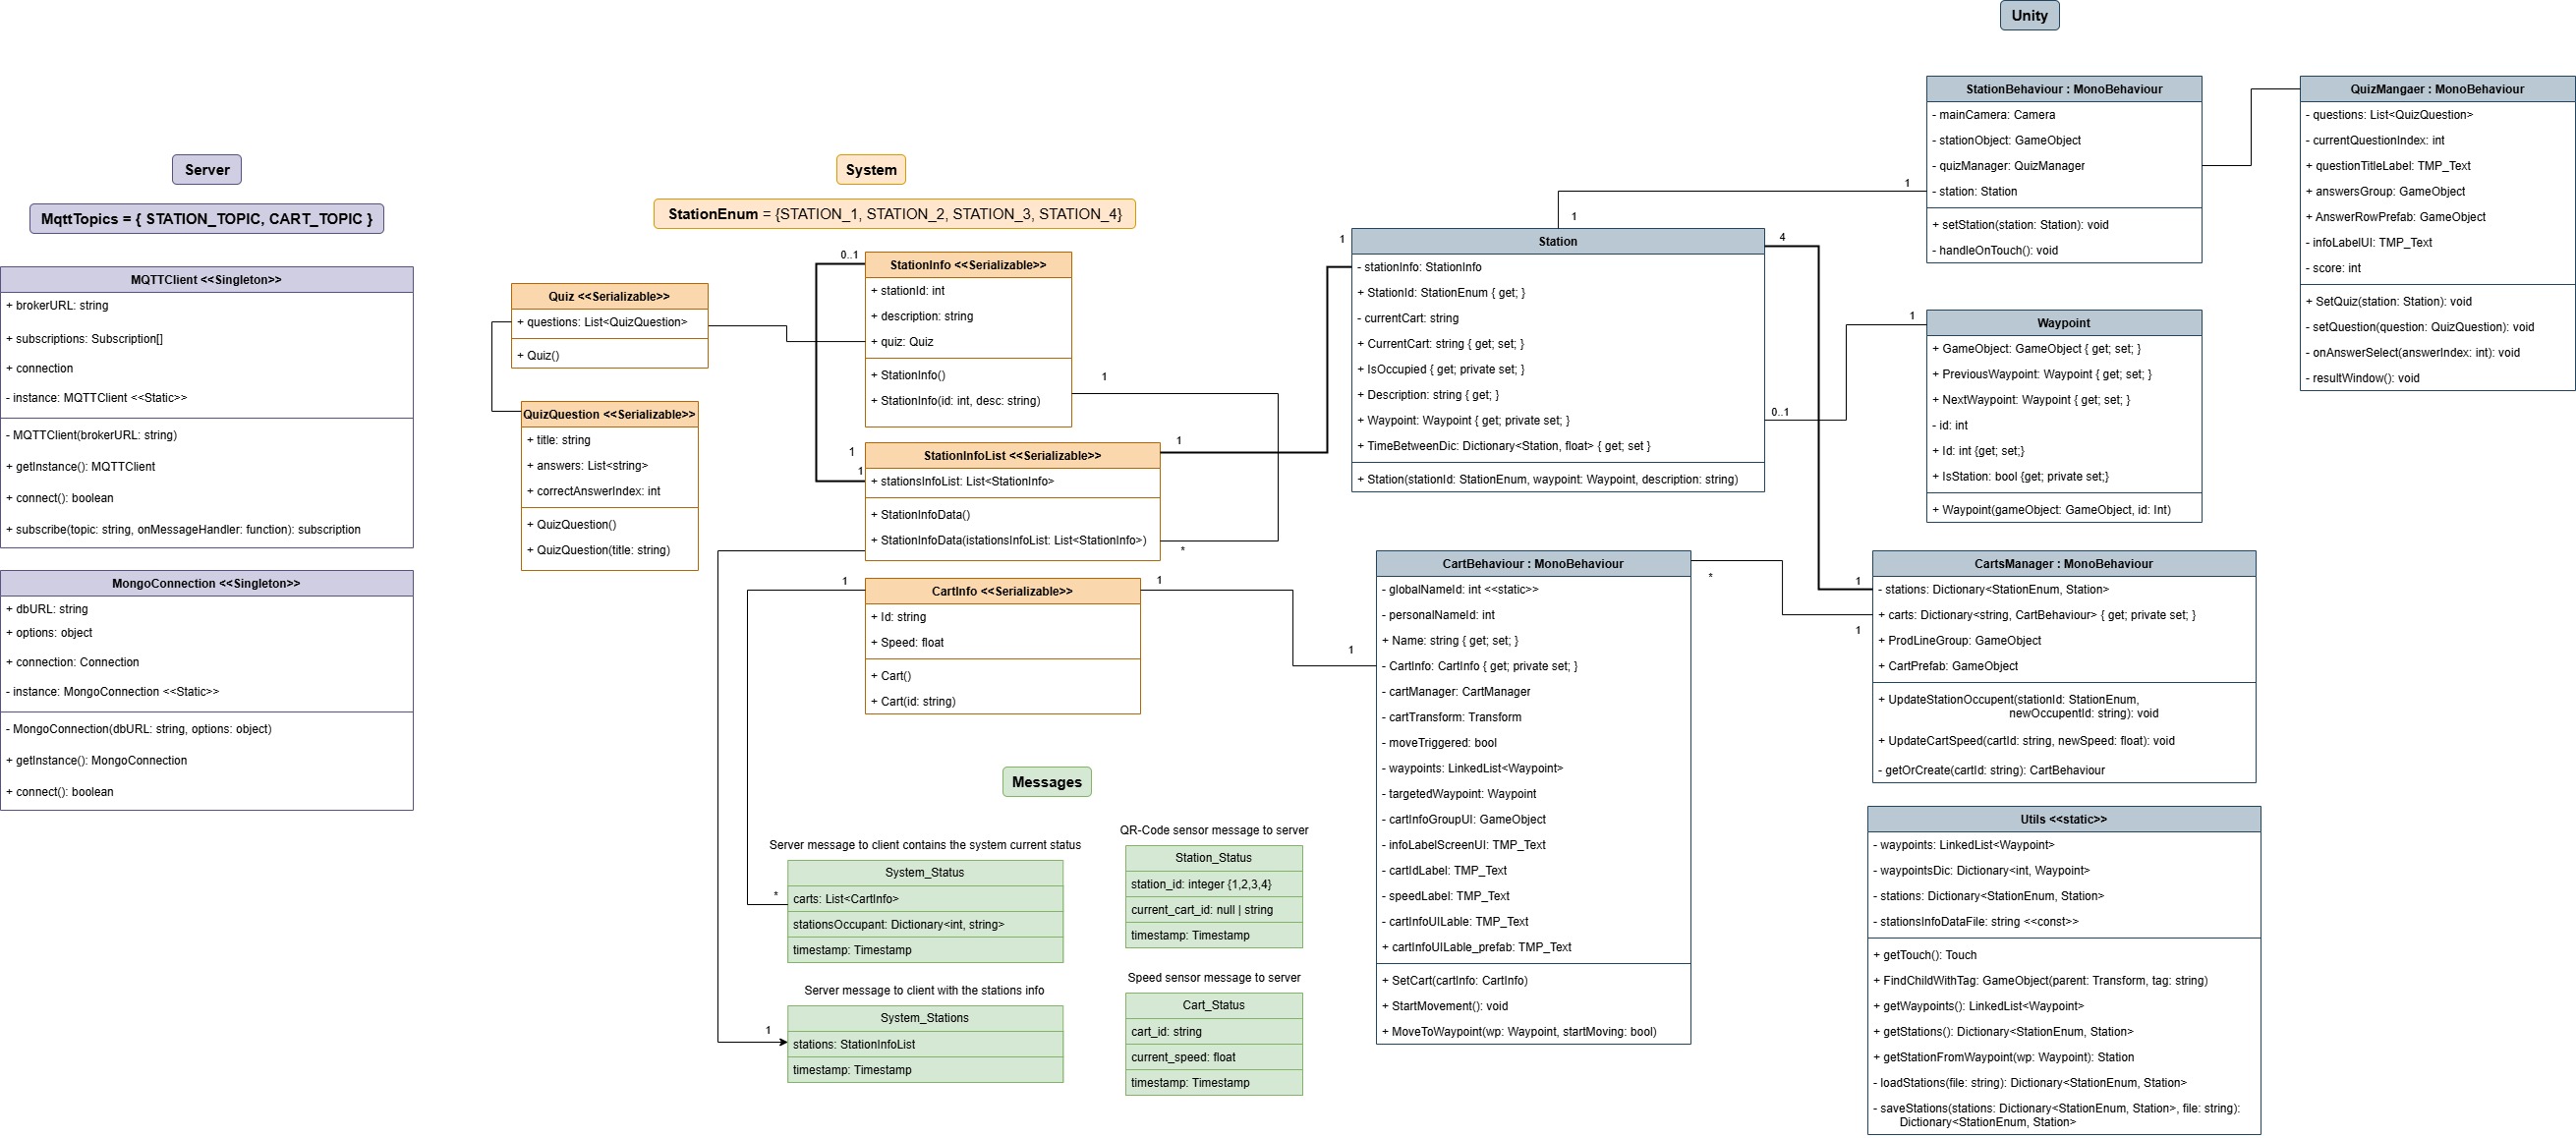 Unity
Server
MqttTopics = { STATION_TOPIC, CART_TOPIC }
MQTTClient <<Singleton>>
+ brokerURL: string
+ subscriptions: Subscription[]
+ connection
- instance: MQTTClient <<Static>>
- MQTTClient(brokerURL: string)
+ getInstance(): MQTTClient
+ connect(): boolean
+ subscribe(topic: string, onMessageHandler: function): subscription
MongoConnection <<Singleton>>
+ dbURL: string
+ options: object
+ connection: Connection
- instance: MongoConnection <<Static>>
- MongoConnection(dbURL: string, options: object)
+ getInstance(): MongoConnection
+ connect(): boolean
System
StationEnum = {STATION_1, STATION_2, STATION_3, STATION_4}
Quiz <<Serializable>>
+ questions: List<QuizQuestion>
+ Quiz()
QuizQuestion <<Serializable>>
+ title: string
+ answers: List<string>
+ correctAnswerIndex: int
+ QuizQuestion()
+ QuizQuestion(title: string)
0..1
StationInfo <<Serializable>>
+ stationId: int
+ description: string
+ quiz: Quiz
+ StationInfo()
+ StationInfo(id: int, desc: string)
1
1
1
1
StationInfoList <<Serializable>>
+ stationsInfoList: List<StationInfo>
+ StationInfoData()
+ StationInfoData(istationsInfoList: List<StationInfo>)
*
1
1
CartInfo <<Serializable>>
+ Id: string
+ Speed: float
+ Cart()
+ Cart(id: string)
Messages
Server message to client contains the system current status
System_Status
*
carts: List<CartInfo>
stationsOccupant: Dictionary<int, string>
timestamp: Timestamp
Server message to client with the stations info
System_Stations
1
stations: StationInfoList
timestamp: Timestamp
QR-Code sensor message to server
Station_Status
station_id: integer {1,2,3,4}
current_cart_id: null | string
timestamp: Timestamp
Speed sensor message to server
Cart_Status
cart_id: string
current_speed: float
timestamp: Timestamp
1
1
4
Station
- stationInfo: StationInfo
+ StationId: StationEnum { get; }
- currentCart: string
+ CurrentCart: string { get; set; }
+ IsOccupied { get; private set; }
+ Description: string { get; }
+ Waypoint: Waypoint { get; private set; }
+ TimeBetweenDic: Dictionary<Station, float> { get; set }
+ Station(stationId: StationEnum, waypoint: Waypoint, description: string)
0..1
1
CartBehaviour : MonoBehaviour
*
- globalNameId: int <<static>>
- personalNameId: int
+ Name: string { get; set; }
- CartInfo: CartInfo { get; private set; }
- cartManager: CartManager
- cartTransform: Transform
- moveTriggered: bool
- waypoints: LinkedList<Waypoint>
- targetedWaypoint: Waypoint
- cartInfoGroupUI: GameObject
- infoLabelScreenUI: TMP_Text
- cartIdLabel: TMP_Text
- speedLabel: TMP_Text
- cartInfoUILable: TMP_Text
+ cartInfoUILable_prefab: TMP_Text
+ SetCart(cartInfo: CartInfo)
+ StartMovement(): void
+ MoveToWaypoint(wp: Waypoint, startMoving: bool)
StationBehaviour : MonoBehaviour
- mainCamera: Camera
- stationObject: GameObject
- quizManager: QuizManager
- station: Station
+ setStation(station: Station): void
- handleOnTouch(): void
1
QuizMangaer : MonoBehaviour
- questions: List<QuizQuestion>
- currentQuestionIndex: int
+ questionTitleLabel: TMP_Text
+ answersGroup: GameObject
+ AnswerRowPrefab: GameObject
- infoLabelUI: TMP_Text
- score: int
+ SetQuiz(station: Station): void
- setQuestion(question: QuizQuestion): void
- onAnswerSelect(answerIndex: int): void
- resultWindow(): void
1
Waypoint
+ GameObject: GameObject { get; set; }
+ PreviousWaypoint: Waypoint { get; set; }
+ NextWaypoint: Waypoint { get; set; }
- id: int
+ Id: int {get; set;}
+ IsStation: bool {get; private set;}
+ Waypoint(gameObject: GameObject, id: Int)
CartsManager : MonoBehaviour
1
- stations: Dictionary<StationEnum, Station>
+ carts: Dictionary<string, CartBehaviour> { get; private set; }
1
+ ProdLineGroup: GameObject
+ CartPrefab: GameObject
+ UpdateStationOccupent(stationId: StationEnum,
newOccupentId: string): void
+ UpdateCartSpeed(cartId: string, newSpeed: float): void
- getOrCreate(cartId: string): CartBehaviour
Utils <<static>>
- waypoints: LinkedList<Waypoint>
- waypointsDic: Dictionary<int, Waypoint>
- stations: Dictionary<StationEnum, Station>
- stationsInfoDataFile: string <<const>>
+ getTouch(): Touch
+ FindChildWithTag: GameObject(parent: Transform, tag: string)
+ getWaypoints(): LinkedList<Waypoint>
+ getStations(): Dictionary<StationEnum, Station>
+ getStationFromWaypoint(wp: Waypoint): Station
- loadStations(file: string): Dictionary<StationEnum, Station>
- saveStations(stations: Dictionary<StationEnum, Station>, file: string):
Dictionary<StationEnum, Station>